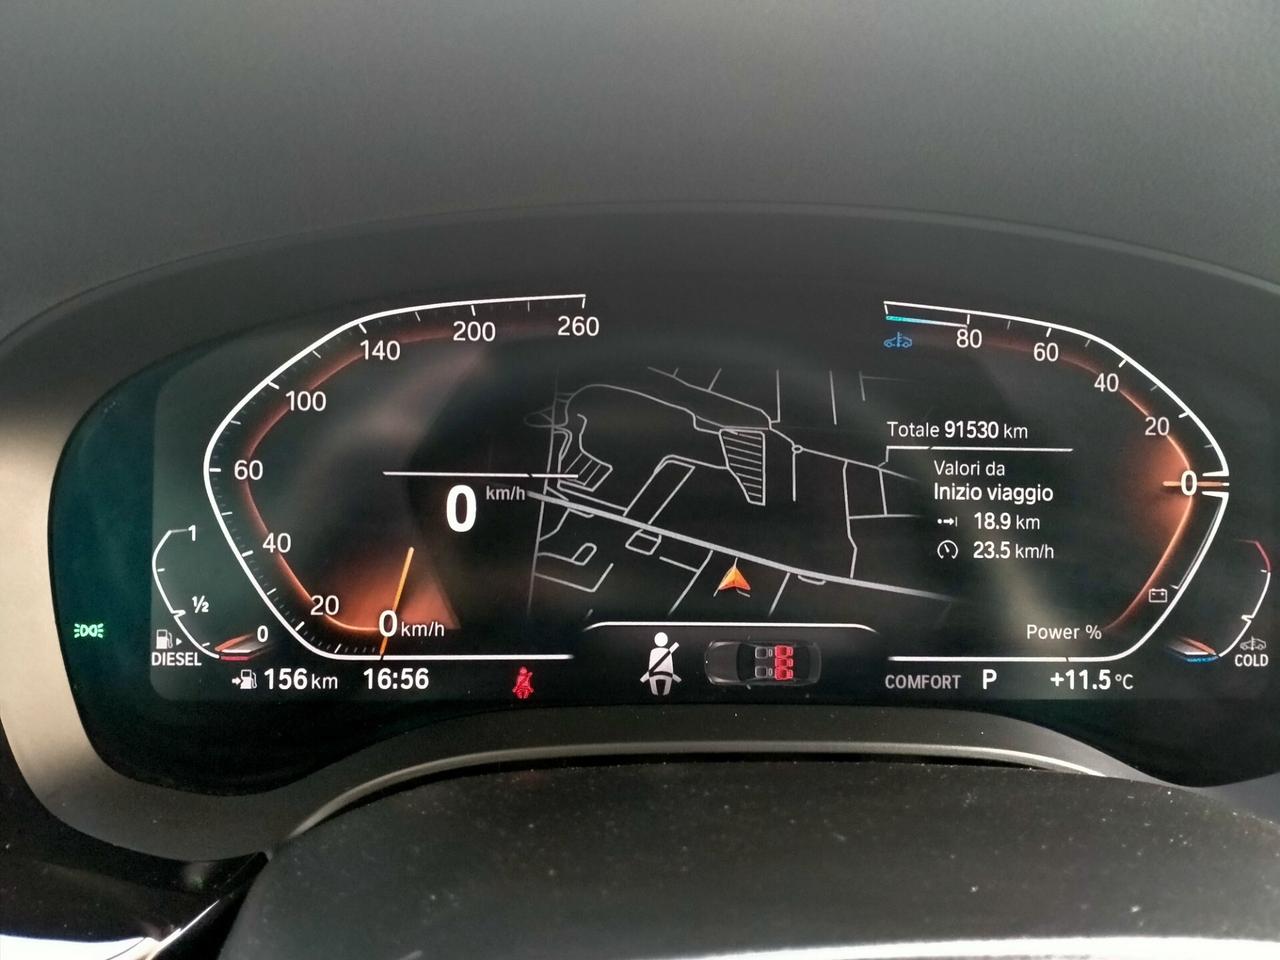 260
200
140
100
60
40
20
0 km/h
0 km/h
80
60
40
20
0
Totale 91530 km
Valori da
Inizio viaggio
18.9 km
23.5 km/h
Power %
1
½
0
DIESEL
COLD
156 km
16:56
COMFORT P
+11.5 °C